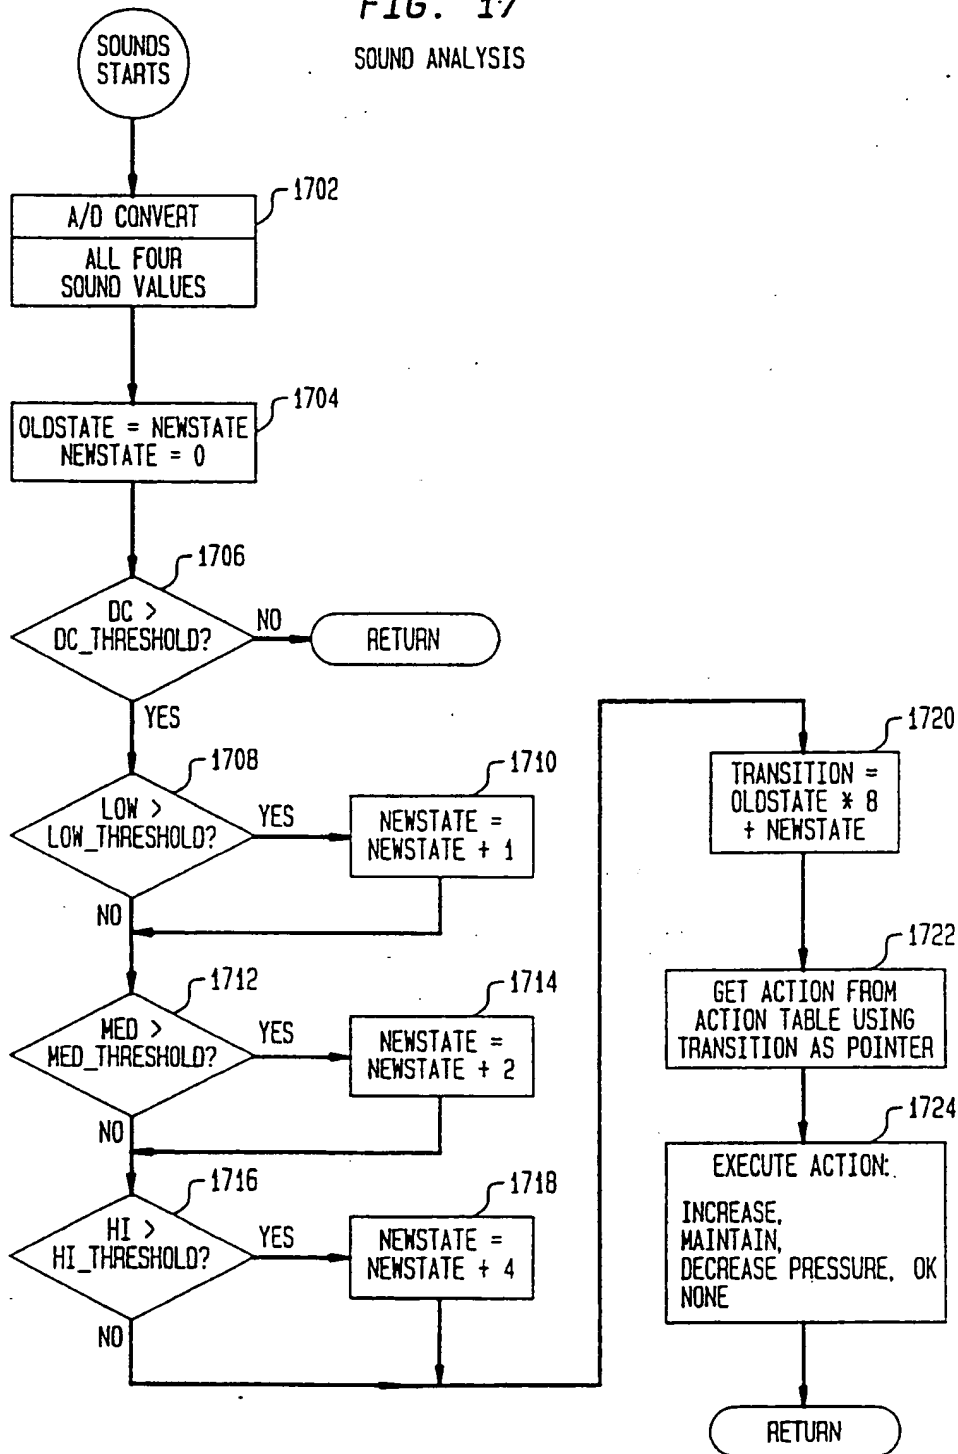 FIG. 17
SOUND ANALYSIS
SOUNDS
STARTS
1702
A/D CONVERT
ALL FOUR
SOUND VALUES
1704
OLDSTATE = NEWSTATE
NEWSTATE = 0
1706
DC >
DC_THRESHOLD?
NO
RETURN
YES
1708
LOW >
LOW_THRESHOLD?
YES
1710
NEWSTATE =
NEWSTATE + 1
NO
1712
MED >
MED_THRESHOLD?
YES
1714
NEWSTATE =
NEWSTATE + 2
NO
1716
HI >
HI_THRESHOLD?
YES
1718
NEWSTATE =
NEWSTATE + 4
NO
1720
TRANSITION =
OLDSTATE * 8
+ NEWSTATE
1722
GET ACTION FROM
ACTION TABLE USING
TRANSITION AS POINTER
1724
EXECUTE ACTION:
INCREASE,
MAINTAIN,
DECREASE PRESSURE, OK
NONE
RETURN